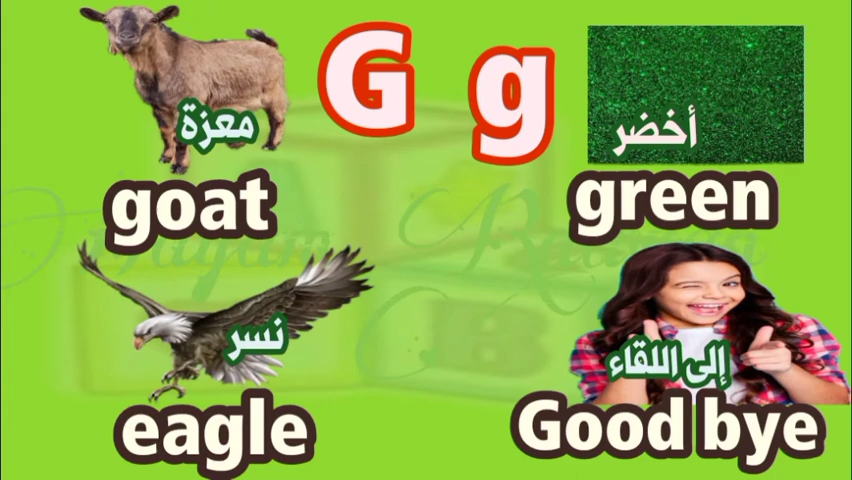 G g
معزة
goat
أخضر
green
نسر
eagle
إلى اللقاء
Good bye